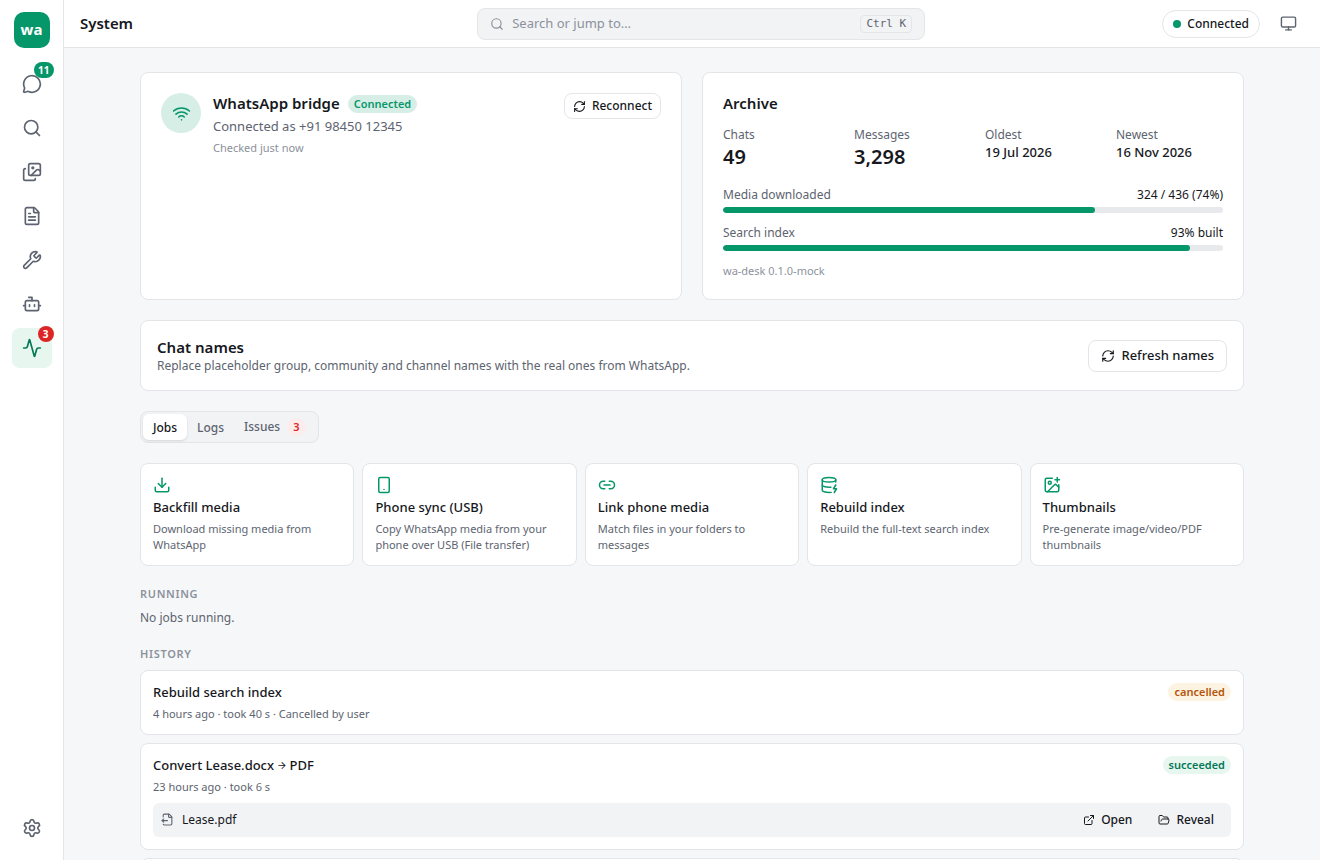 wa
System
Search or jump to...
Ctrl K
Connected
11
3
WhatsApp bridge
Connected
Connected as +91 98450 12345
Checked just now
Reconnect
Archive
Chats
49
Messages
3,298
Oldest
19 Jul 2026
Newest
16 Nov 2026
Media downloaded
324 / 436 (74%)
Search index
93% built
wa-desk 0.1.0-mock
Chat names
Replace placeholder group, community and channel names with the real ones from WhatsApp.
Refresh names
Jobs
Logs
Issues
3
Backfill media
Download missing media from
WhatsApp
Phone sync (USB)
Copy WhatsApp media from your
phone over USB (File transfer)
Link phone media
Match files in your folders to
messages
Rebuild index
Rebuild the full-text search index
Thumbnails
Pre-generate image/video/PDF
thumbnails
RUNNING
No jobs running.
HISTORY
Rebuild search index
cancelled
4 hours ago · took 40 s · Cancelled by user
Convert Lease.docx → PDF
succeeded
23 hours ago · took 6 s
Lease.pdf
Open
Reveal